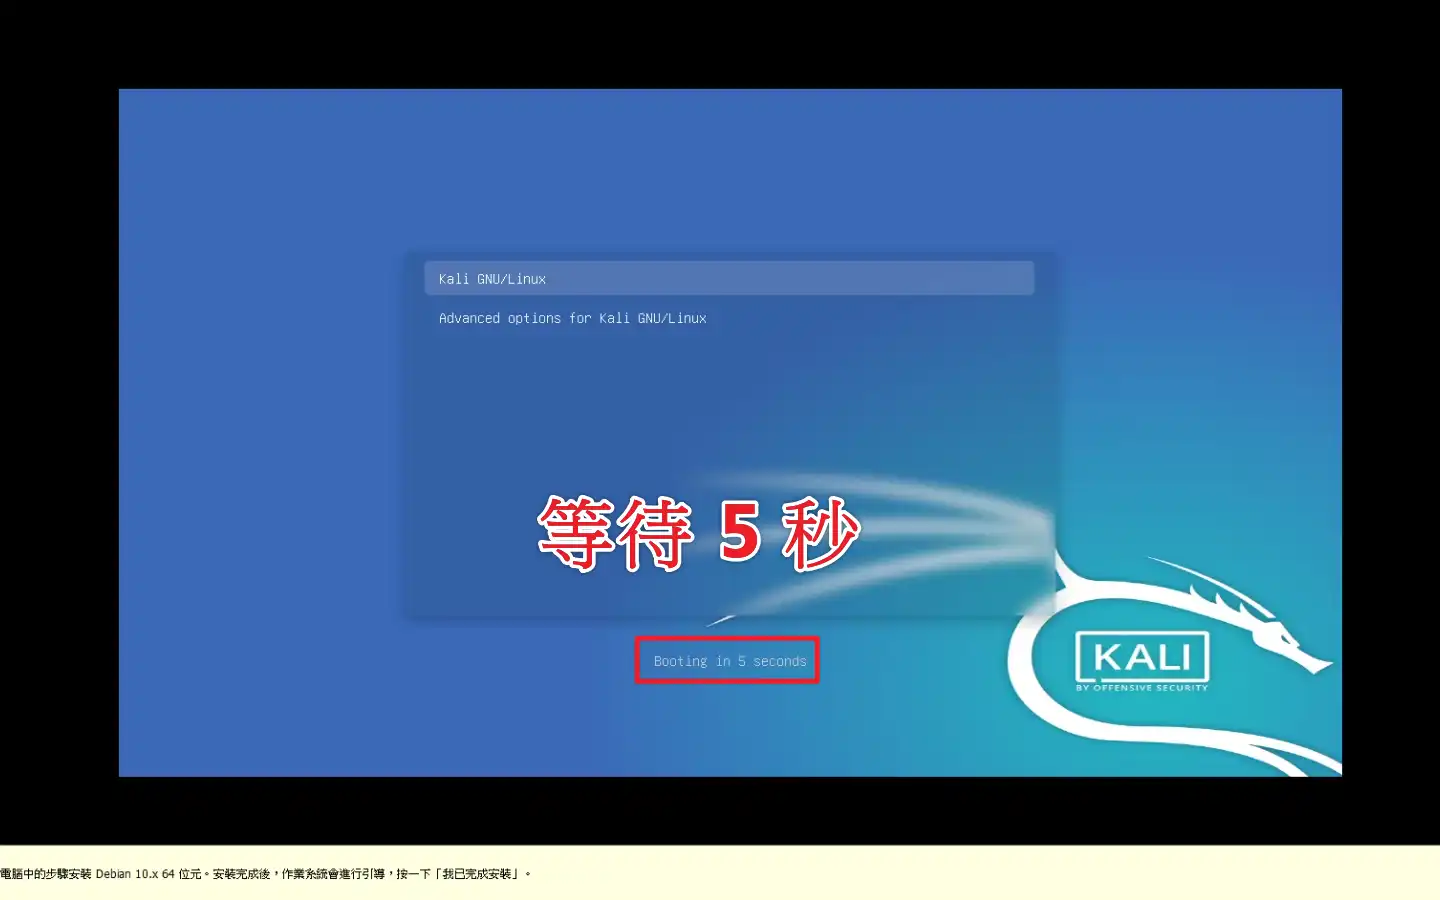 Kali GNU/Linux
Advanced options for Kali GNU/Linux
等待 5 秒
Booting in 5 seconds
KALI
BY OFFENSIVE SECURITY
電腦中的步驟安裝 Debian 10.x 64 位元。安裝完成後，作業系統會進行引導，按一下「我已完成安裝」。